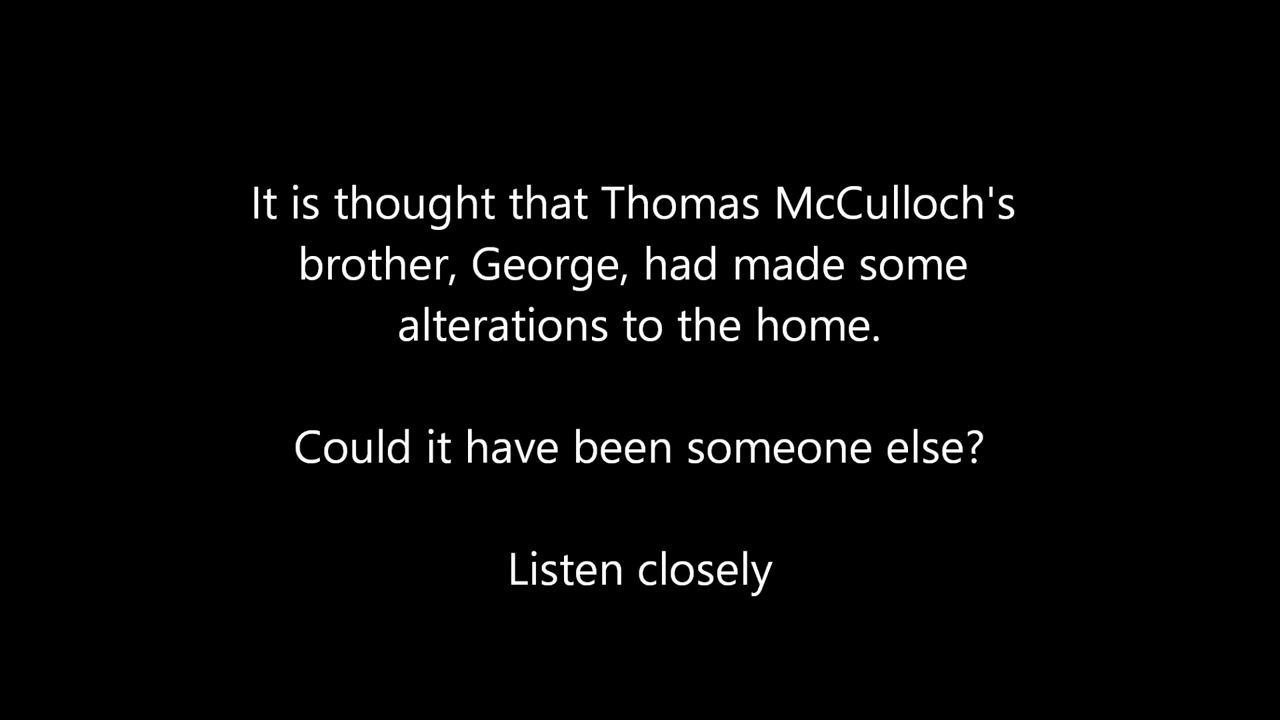 It is thought that Thomas McCulloch's
brother, George, had made some
alterations to the home.
Could it have been someone else?
Listen closely